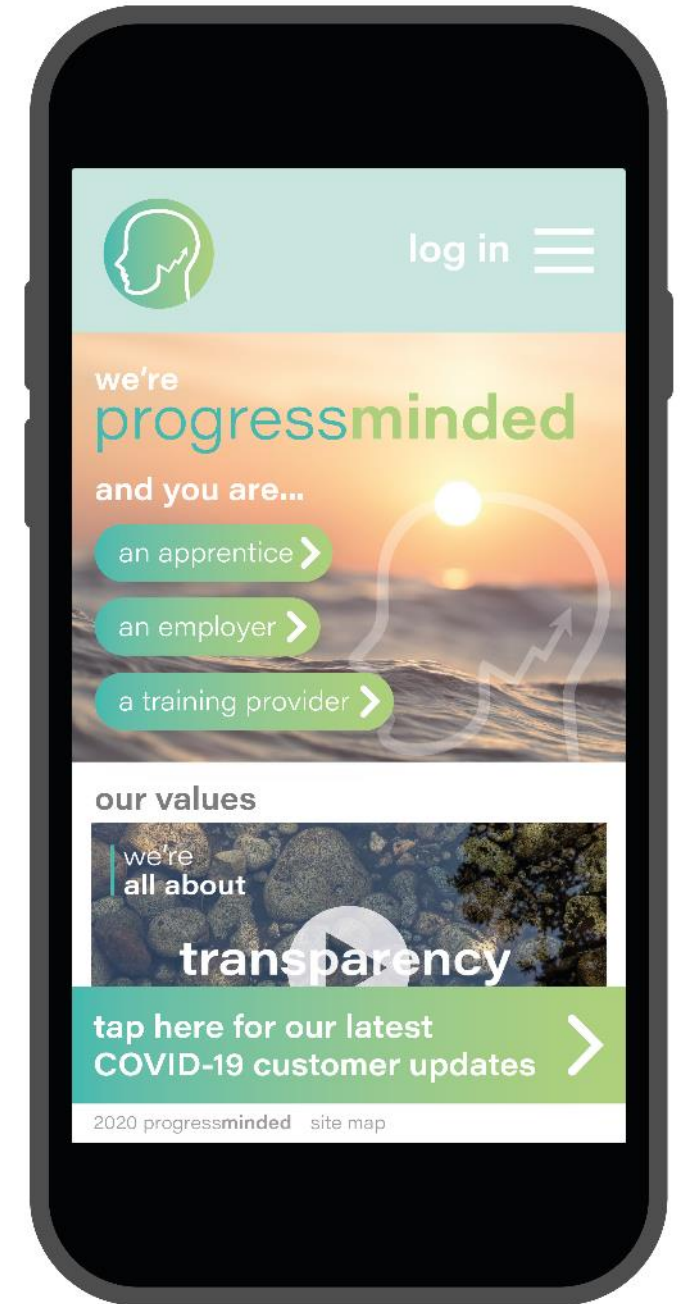 log in
we're
progressminded
and you are...
an apprentice
an employer
a training provider
our values
we're
all about
transparency
tap here for our latest
COVID-19 customer updates
2020 progressminded site map